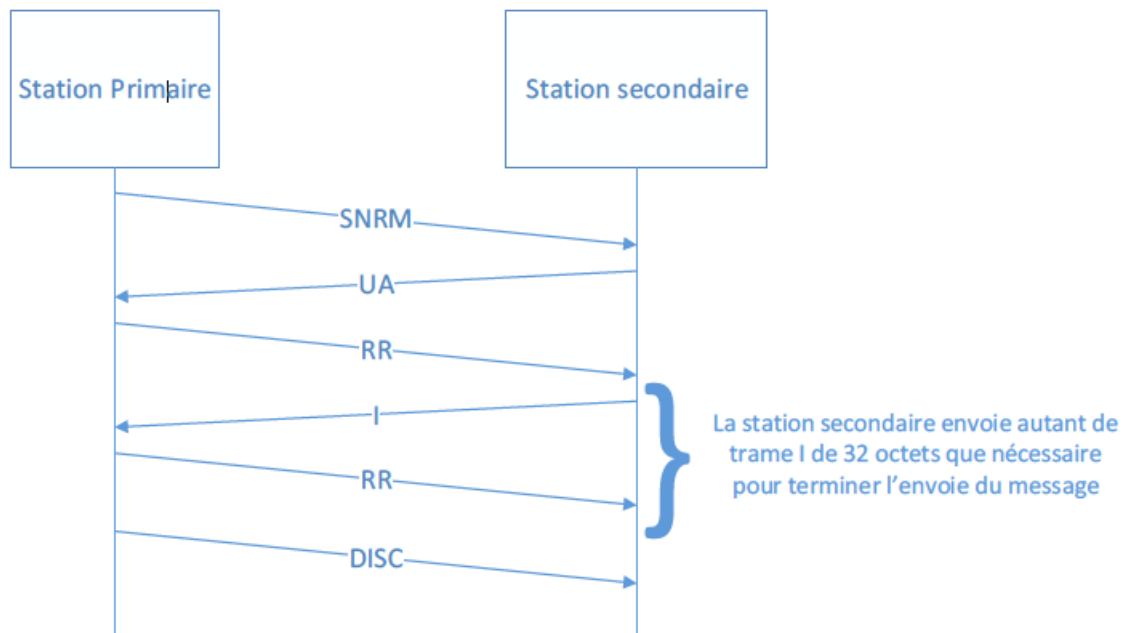 Station Primaire
Station secondaire
SNRM
UA
RR
I
La station secondaire envoie autant de
trame I de 32 octets que nécessaire
pour terminer l'envoie du message
RR
DISC